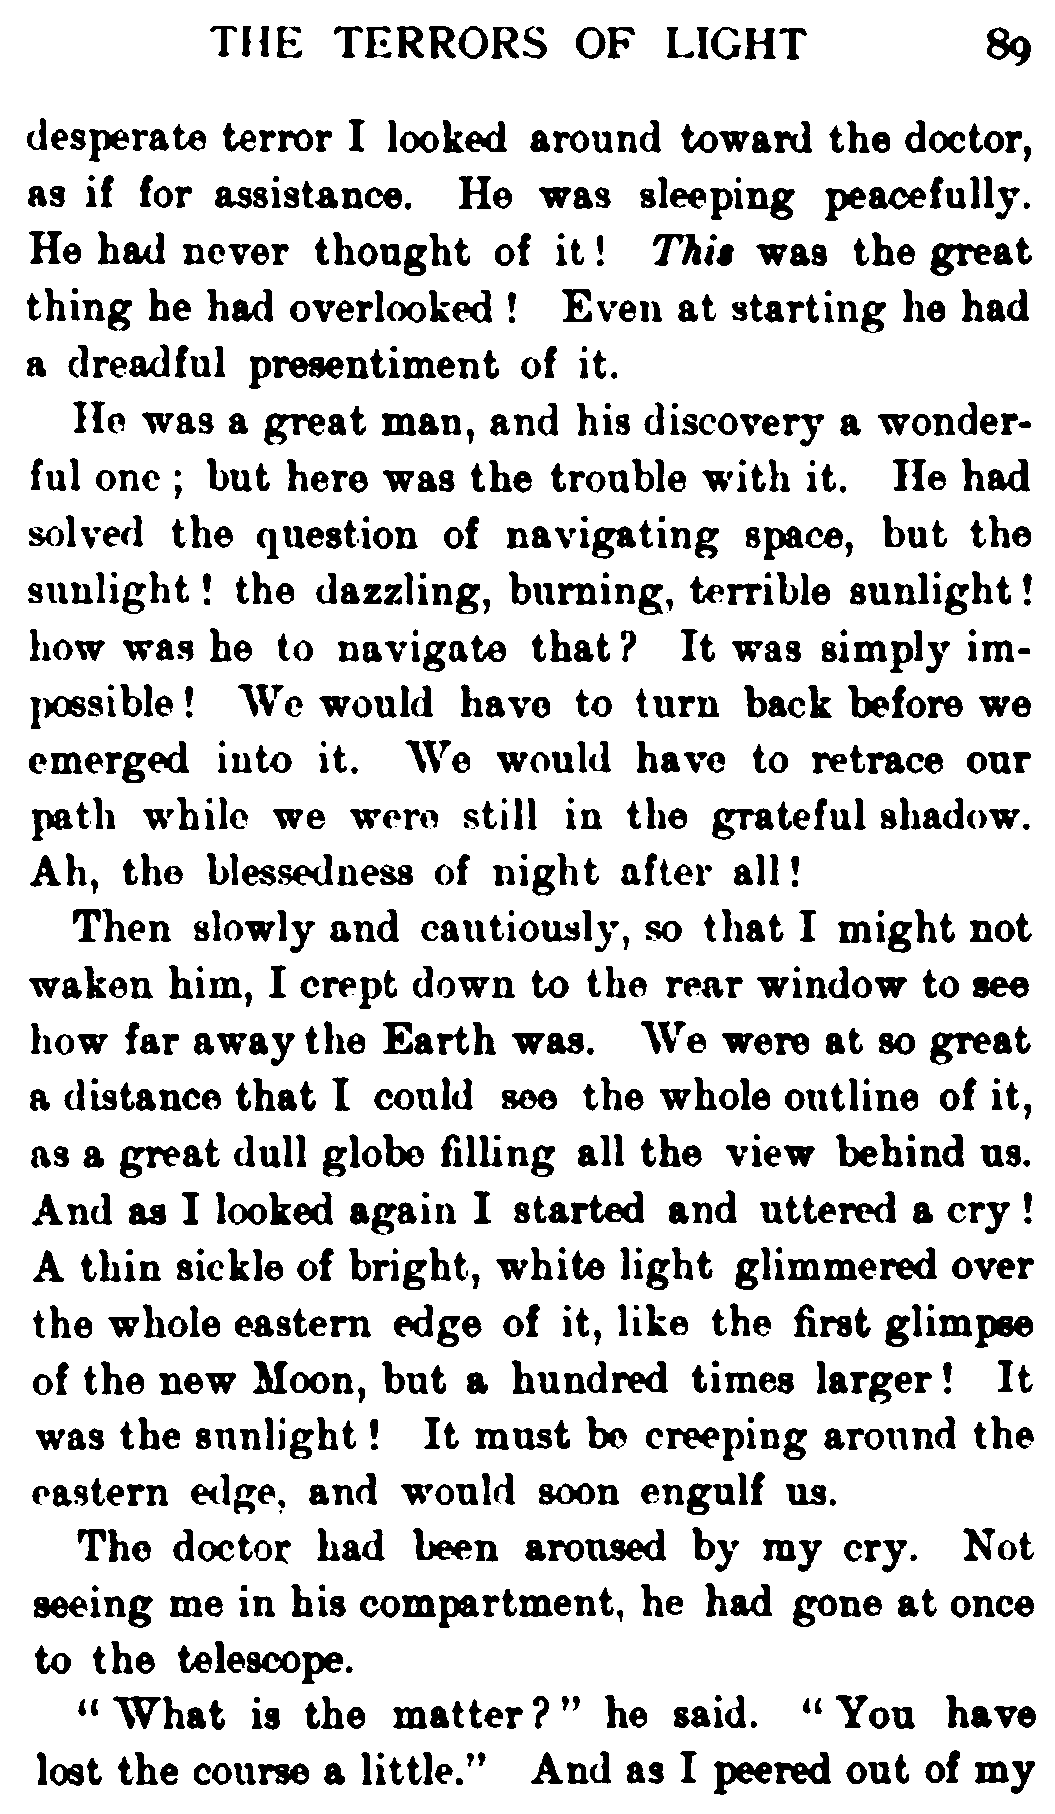 THE TERRORS OF LIGHT 89
desperate terror I looked around toward the doctor,
as if for assistance. He was sleeping peacefully.
He had never thought of it! This was the great
thing he had overlooked! Even at starting he had
a dreadful presentiment of it.
He was a great man, and his discovery a wonder-
ful one; but here was the trouble with it. He had
solved the question of navigating space, but the
sunlight! the dazzling, burning, terrible sunlight!
how was he to navigate that? It was simply im-
possible! We would have to turn back before we
emerged into it. We would have to retrace our
path while we were still in the grateful shadow.
Ah, the blessedness of night after all!
Then slowly and cautiously, so that I might not
waken him, I crept down to the rear window to see
how far away the Earth was. We were at so great
a distance that I could see the whole outline of it,
as a great dull globe filling all the view behind us.
And as I looked again I started and uttered a cry!
A thin sickle of bright, white light glimmered over
the whole eastern edge of it, like the first glimpse
of the new Moon, but a hundred times larger! It
was the sunlight! It must be creeping around the
eastern edge, and would soon engulf us.
The doctor had been aroused by my cry. Not
seeing me in his compartment, he had gone at once
to the telescope.
"What is the matter?" he said. "You have
lost the course a little." And as I peered out of my